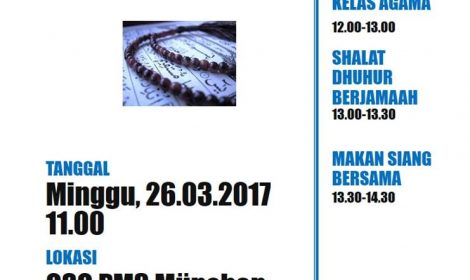 TANGGAL
Minggu, 26.03.2017
11.00
LOKASI
KELAS AGAMA
12.00-13.00
SHALAT
DHUHUR
BERJAMAAH
13.00-13.30
MAKAN SIANG
BERSAMA
13.30-14.30